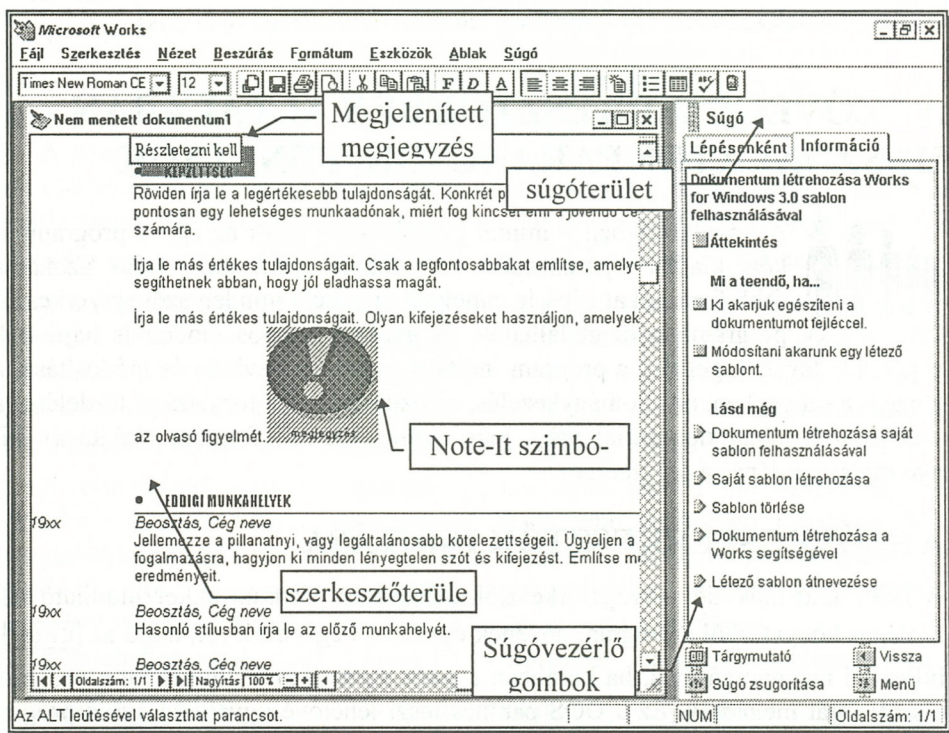 Microsoft Works
Fájl Szerkesztés Nézet Beszúrás Formátum Eszközök Ablak Súgó
Times New Roman CE 12 F D A
Nem mentett dokumentum1
Megjelenített
megjegyzés
Részletezni kell
Röviden írja le a legértékesebb tulajdonságát. Konkrét
pontosan egy lehetséges munkaadónak, miért fog kincset
számára.
Írja le más értékes tulajdonságait. Csak a legfontosabbakat említse, amelye
segíthetnek abban, hogy jól eladhassa magát.
Írja le más értékes tulajdonságait. Olyan kifejezéseket használjon, amelyek
megjegyzés
az olvasó figyelmét.
Note-It szimbó-
• EDDIGI MUNKAHELYEK
19xx Beosztás, Cég neve
Jellemezze a pillanatnyi, vagy legáltalánosabb kötelezettségeit. Ügyeljen a
fogalmazásra, hagyjon ki minden lényegtelen szót és kifejezést. Említse me
eredményeit.
szerkesztőterüle
19xx Beosztás, Cég neve
Hasonló stílusban írja le az előző munkahelyét.
19xx Beosztás, Cég neve
Súgóvezérlő
gombok
Oldalszám: 1/1 Nagyítás 100%
súgóterület
Súgó
Lépésenként Információ
Dokumentum létrehozása Works
for Windows 3.0 sablon
felhasználásával
Áttekintés
Mi a teendő, ha...
Ki akarjuk egészíteni a
dokumentumot fejléccel.
Módosítani akarunk egy létező
sablont.
Lásd még
Dokumentum létrehozása saját
sablon felhasználásával
Saját sablon létrehozása
Sablon törlése
Dokumentum létrehozása a
Works segítségével
Létező sablon átnevezése
Tárgymutató Vissza
Súgó zsugorítása Menü
Az ALT leütésével választhat parancsot. NUM Oldalszám: 1/1